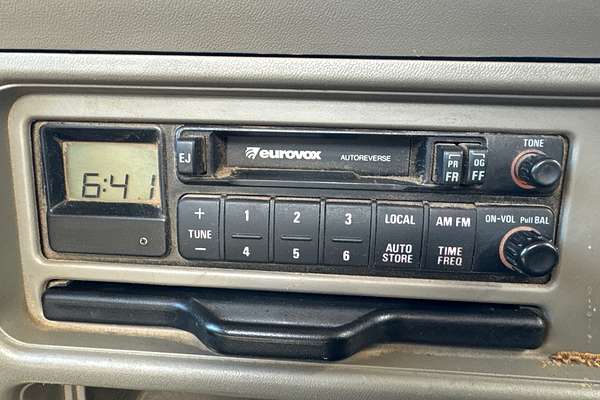 6:41
EJ
eurovox AUTOREVERSE
PR OG
FR FF
TONE
+ TUNE −
1 2 3
4 5 6
LOCAL
AUTO STORE
AM FM
TIME
FREQ
ON-VOL Pull BAL